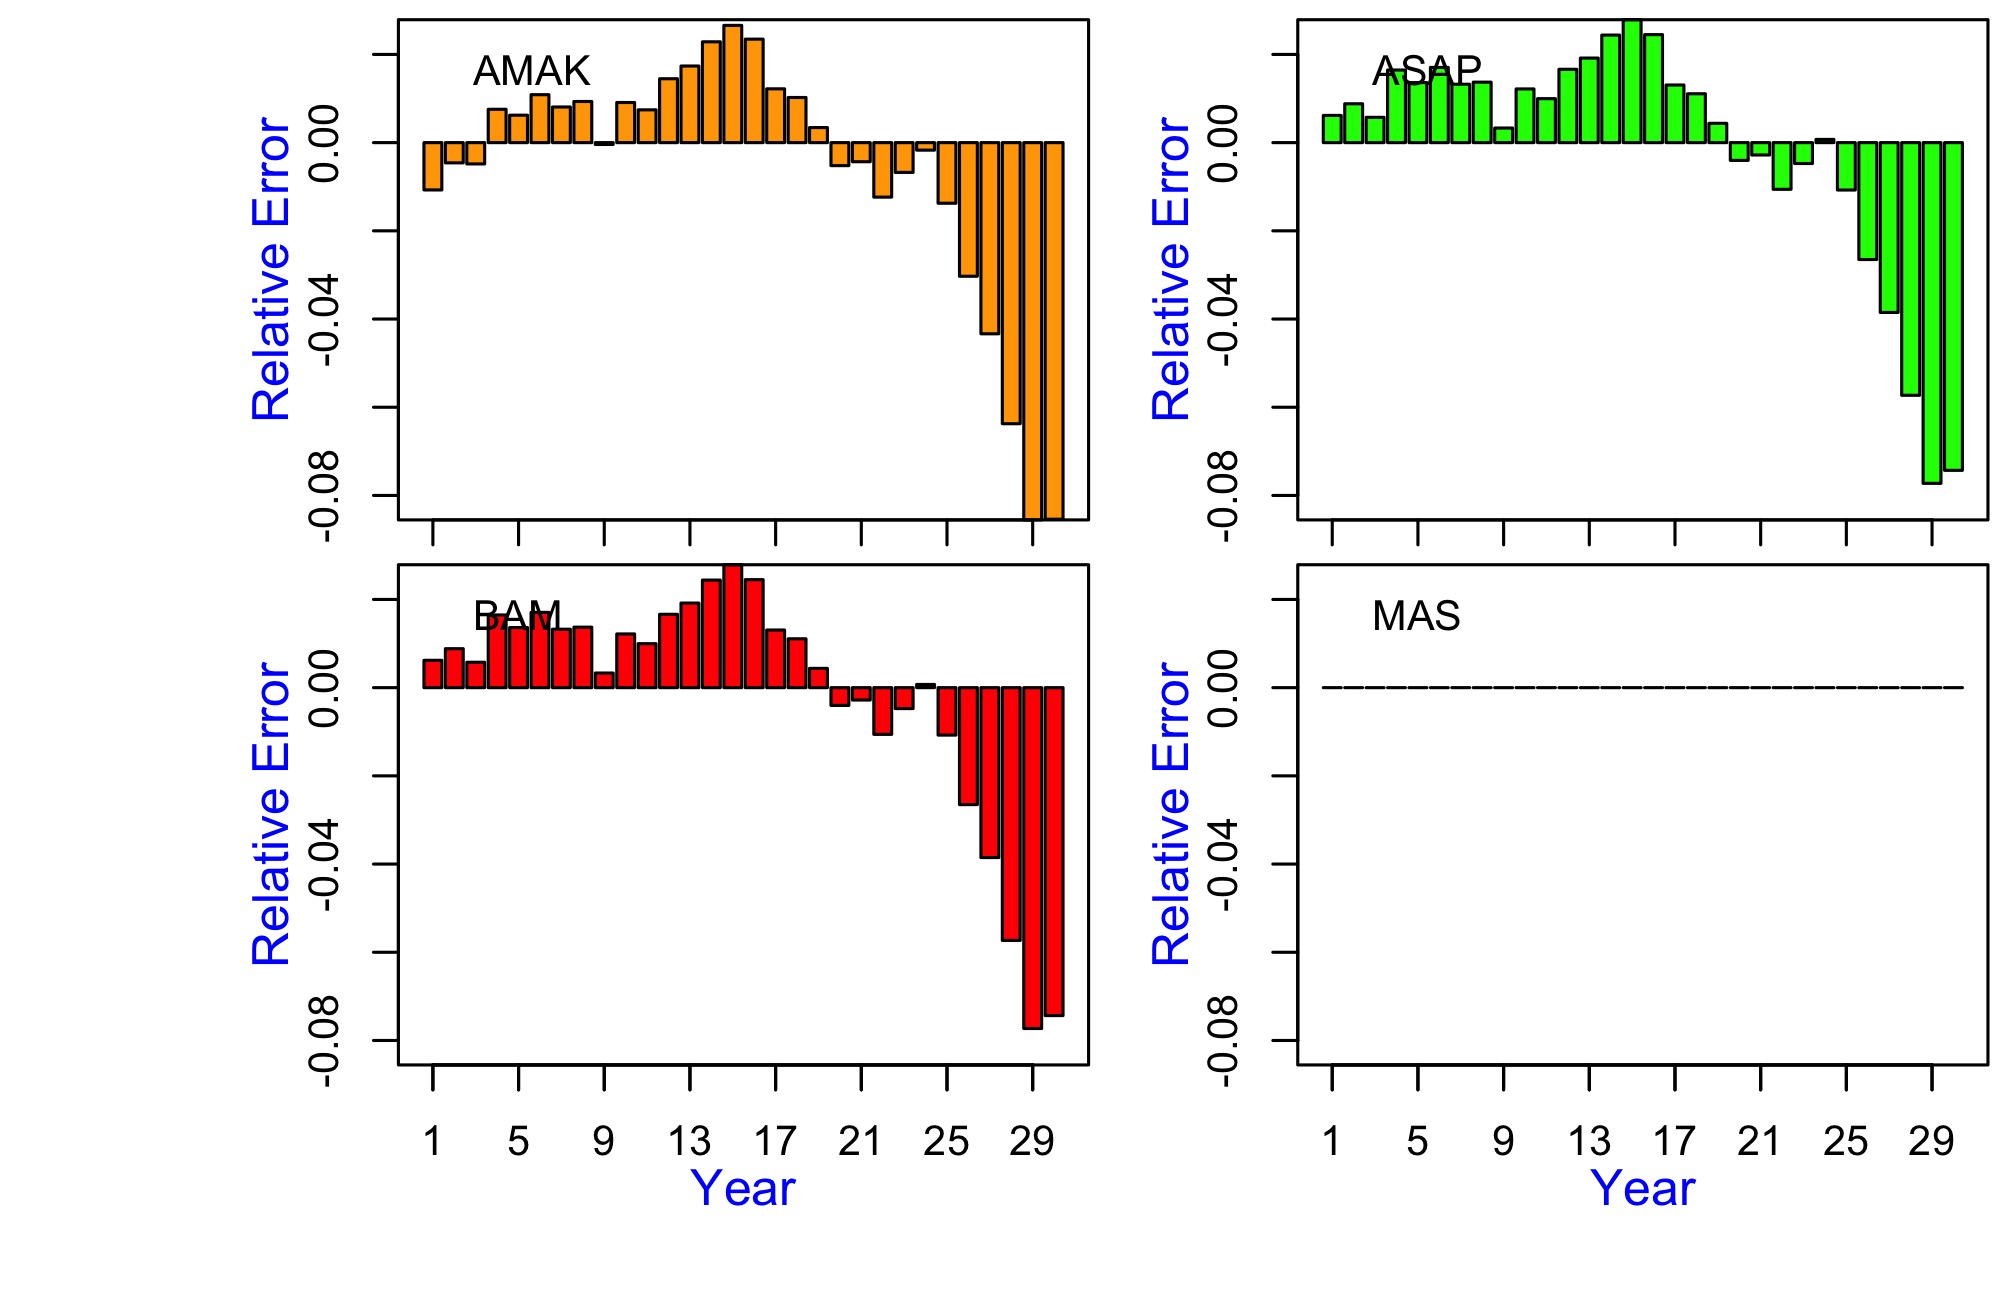 AMAK
Relative Error
0.00
-0.04
-0.08
ASAP
Relative Error
0.00
-0.04
-0.08
BAM
Relative Error
0.00
-0.04
-0.08
1 5 9 13 17 21 25 29
Year
MAS
Relative Error
0.00
-0.04
-0.08
1 5 9 13 17 21 25 29
Year